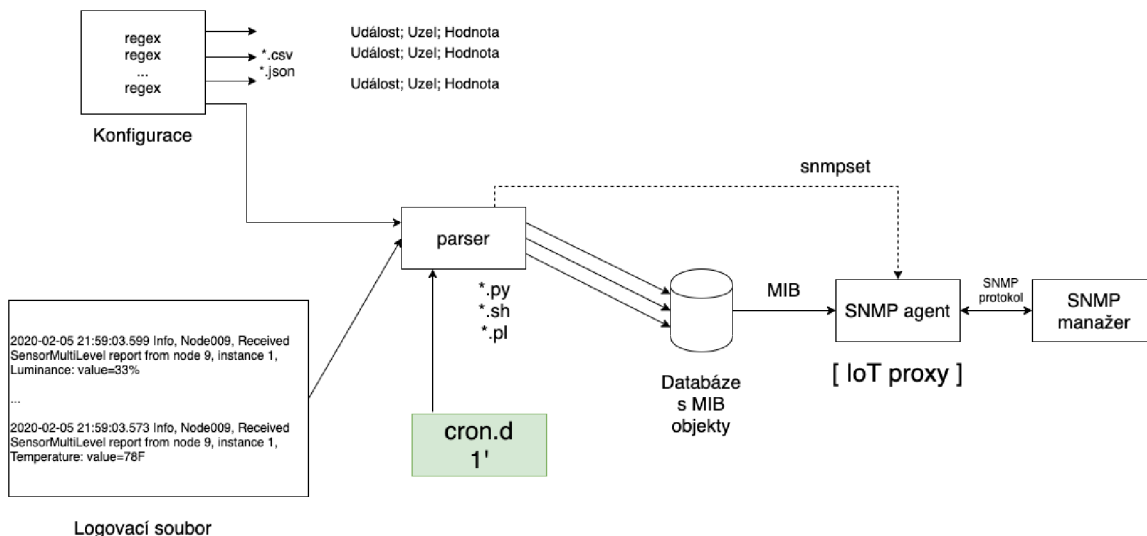 regex
regex
...
regex
*.csv
*.json
Událost; Uzel; Hodnota
Událost; Uzel; Hodnota
Událost; Uzel; Hodnota
Konfigurace
snmpset
parser
*.py
*.sh
*.pl
MIB
SNMP agent
SNMP
protokol
SNMP
manažer
[ IoT proxy ]
Databáze
s MIB
objekty
cron.d
1'
2020-02-05 21:59:03.599 Info, Node009, Received
SensorMultiLevel report from node 9, instance 1,
Luminance: value=33%
...
2020-02-05 21:59:03.573 Info, Node009, Received
SensorMultiLevel report from node 9, instance 1,
Temperature: value=78F
Logovací soubor